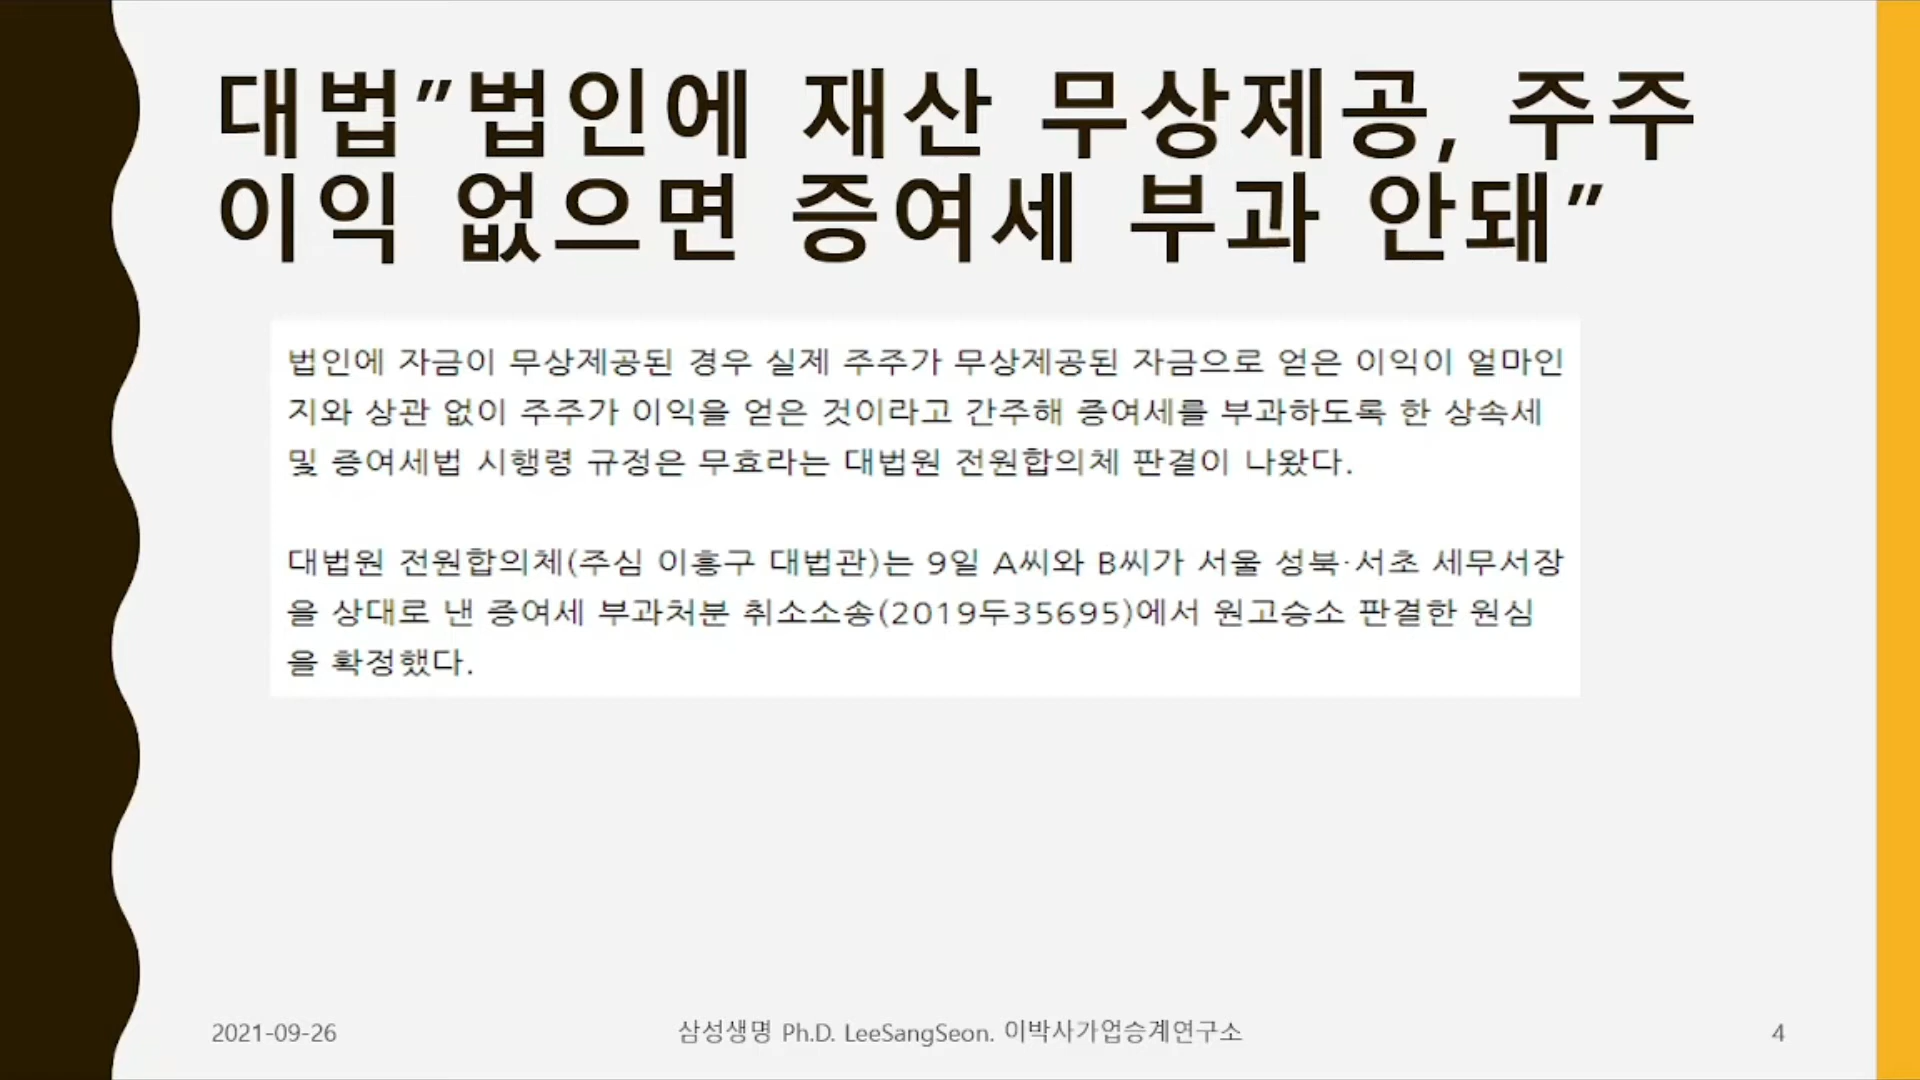 대법”법인에 재산 무상제공, 주주
이익 없으면 증여세 부과 안돼”
법인에 자금이 무상제공된 경우 실제 주주가 무상제공된 자금으로 얻은 이익이 얼마인
지와 상관 없이 주주가 이익을 얻은 것이라고 간주해 증여세를 부과하도록 한 상속세
및 증여세법 시행령 규정은 무효라는 대법원 전원합의체 판결이 나왔다.
대법원 전원합의체(주심 이흥구 대법관)는 9일 A씨와 B씨가 서울 성북·서초 세무서장
을 상대로 낸 증여세 부과처분 취소소송(2019두35695)에서 원고승소 판결한 원심
을 확정했다.
2021-09-26
삼성생명 Ph.D. LeeSangSeon. 이박사가업승계연구소
4